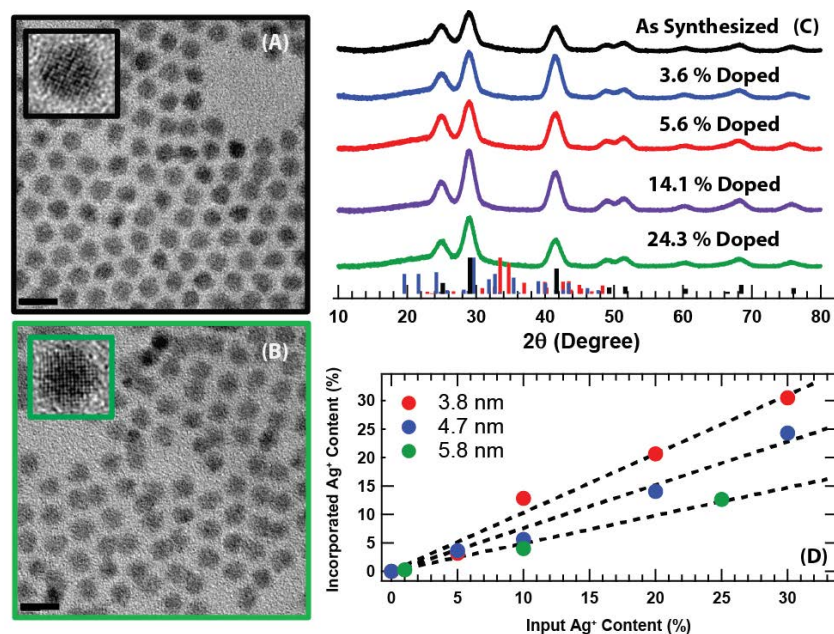 (A)
(B)
As Synthesized (C)
3.6 % Doped
5.6 % Doped
14.1 % Doped
24.3 % Doped
10 20 30 40 50 60 70 80
2θ (Degree)
Incorporated Ag⁺ Content (%)
30
25
20
15
10
5
0
3.8 nm
4.7 nm
5.8 nm
(D)
0 5 10 15 20 25 30
Input Ag⁺ Content (%)